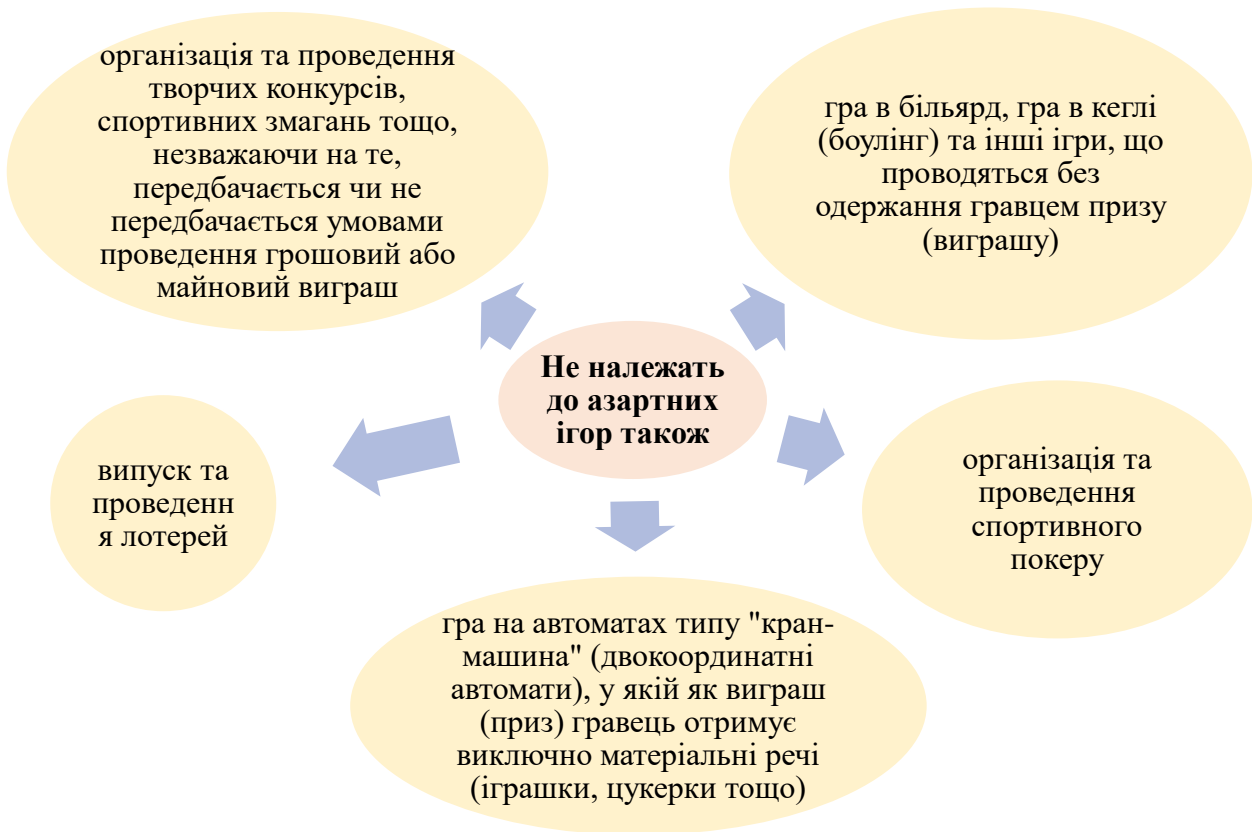 організація та проведення
творчих конкурсів,
спортивних змагань тощо,
незважаючи на те,
передбачається чи не
передбачається умовами
проведення грошовий або
майновий виграш
гра в більярд, гра в кеглі
(боулінг) та інші ігри, що
проводяться без
одержання гравцем призу
(виграшу)
Не належать
до азартних
ігор також
випуск та
проведенн
я лотерей
організація та
проведення
спортивного
покеру
гра на автоматах типу "кран-
машина" (двокоординатні
автомати), у якій як виграш
(приз) гравець отримує
виключно матеріальні речі
(іграшки, цукерки тощо)